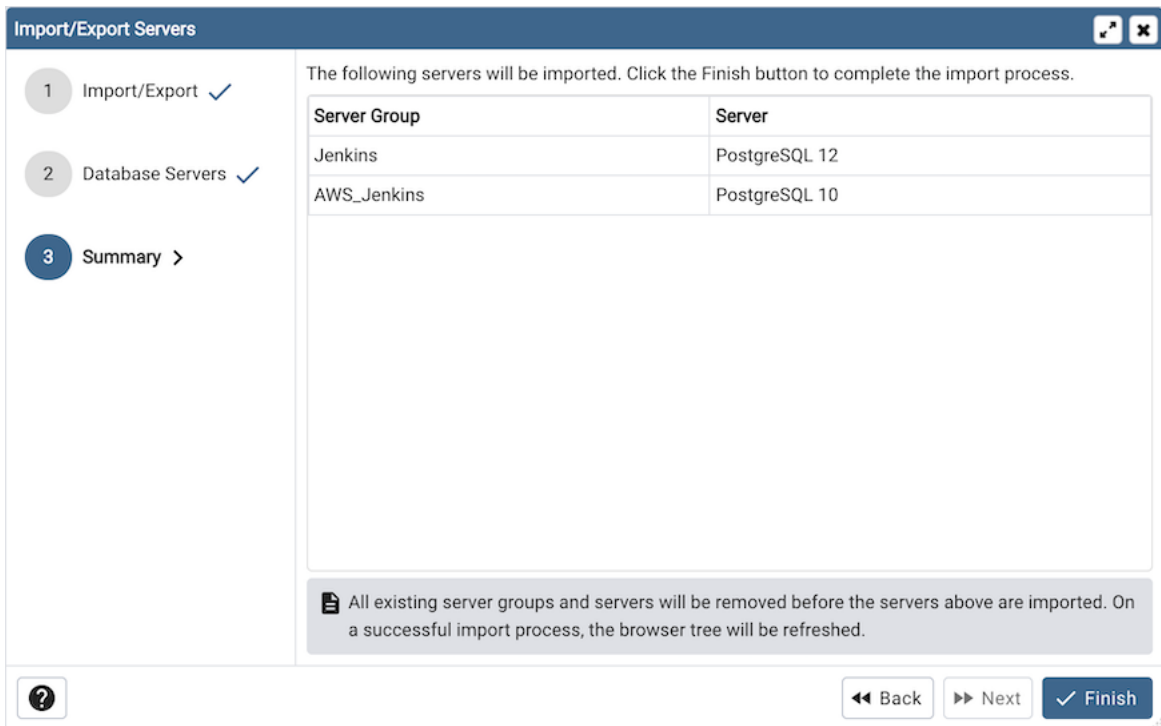 Import/Export Servers
1 Import/Export
The following servers will be imported. Click the Finish button to complete the import process.
Server Group Server
Jenkins PostgreSQL 12
2 Database Servers
AWS_Jenkins PostgreSQL 10
3 Summary
All existing server groups and servers will be removed before the servers above are imported. On
a successful import process, the browser tree will be refreshed.
? Back Next Finish